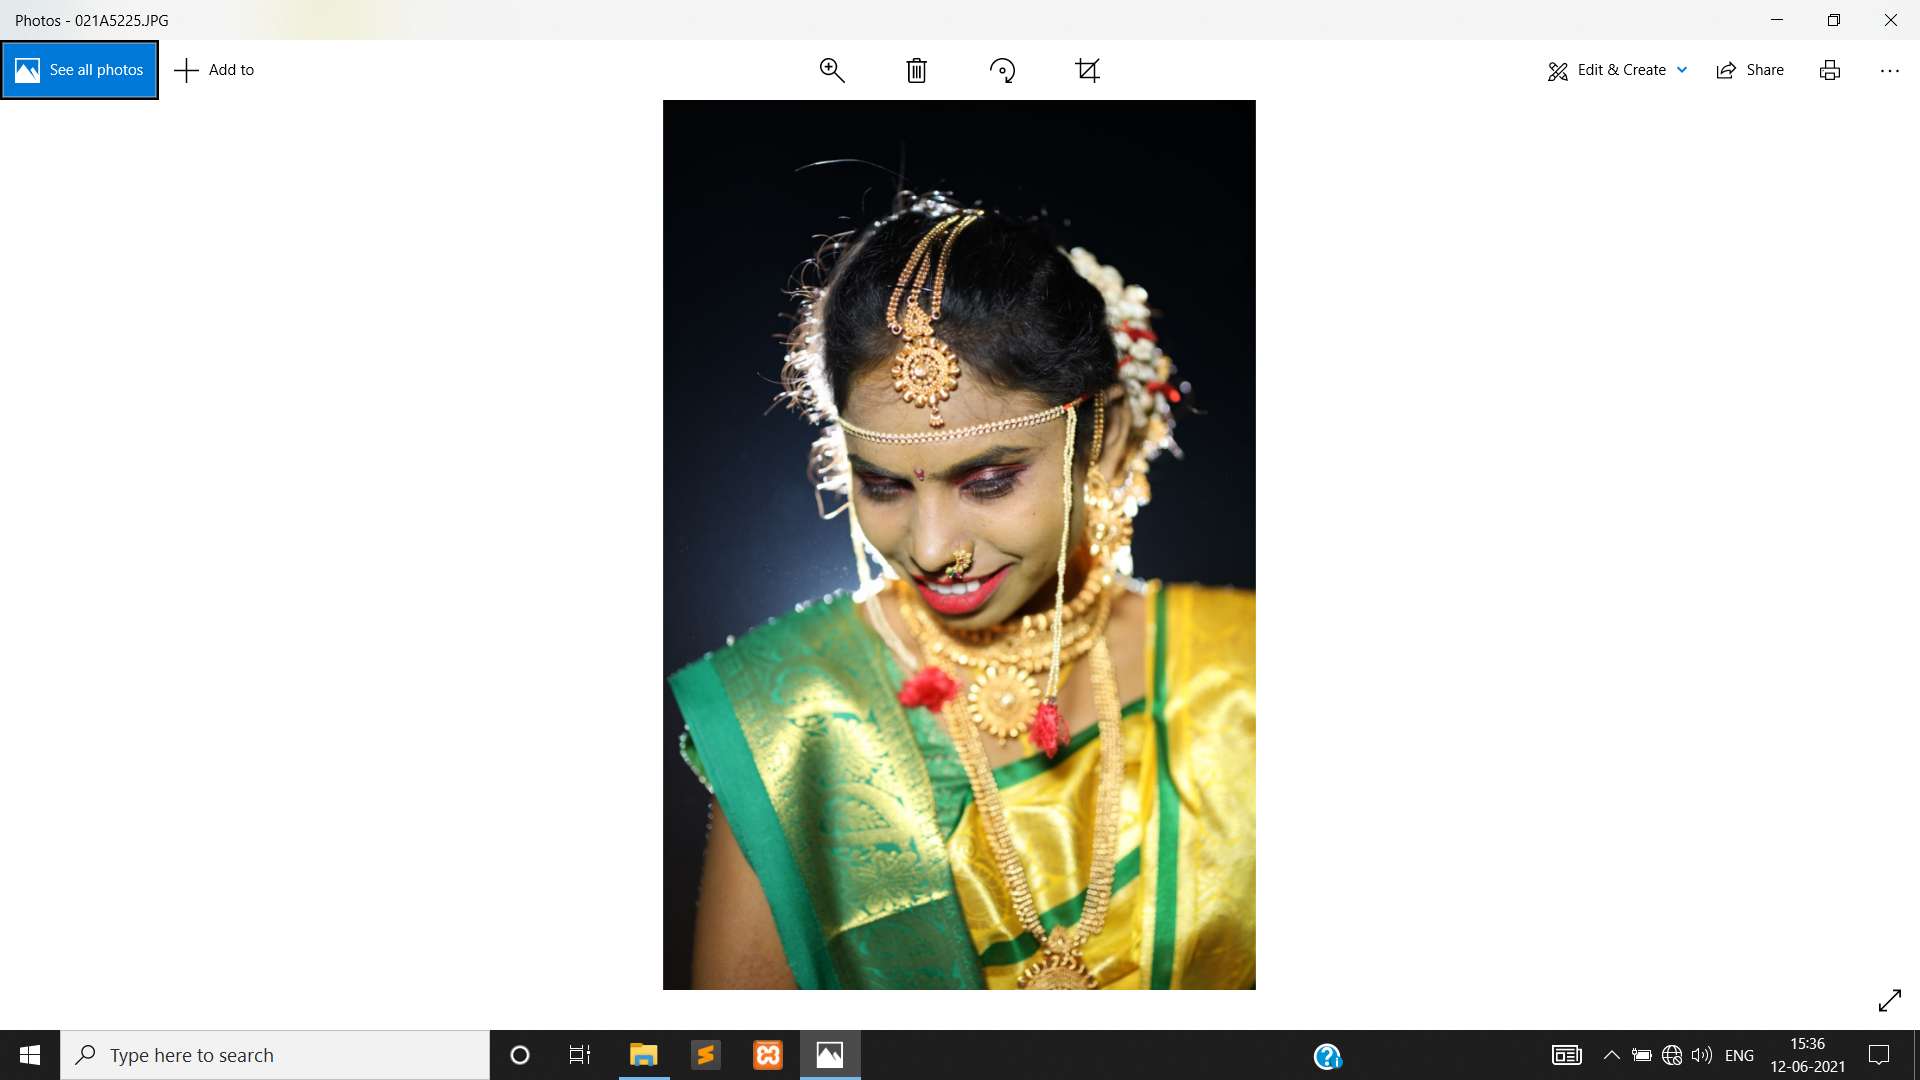 Photos - 021A5225.JPG
See all photos
Add to
Edit & Create
Share
Type here to search
ENG
15:36
12-06-2021